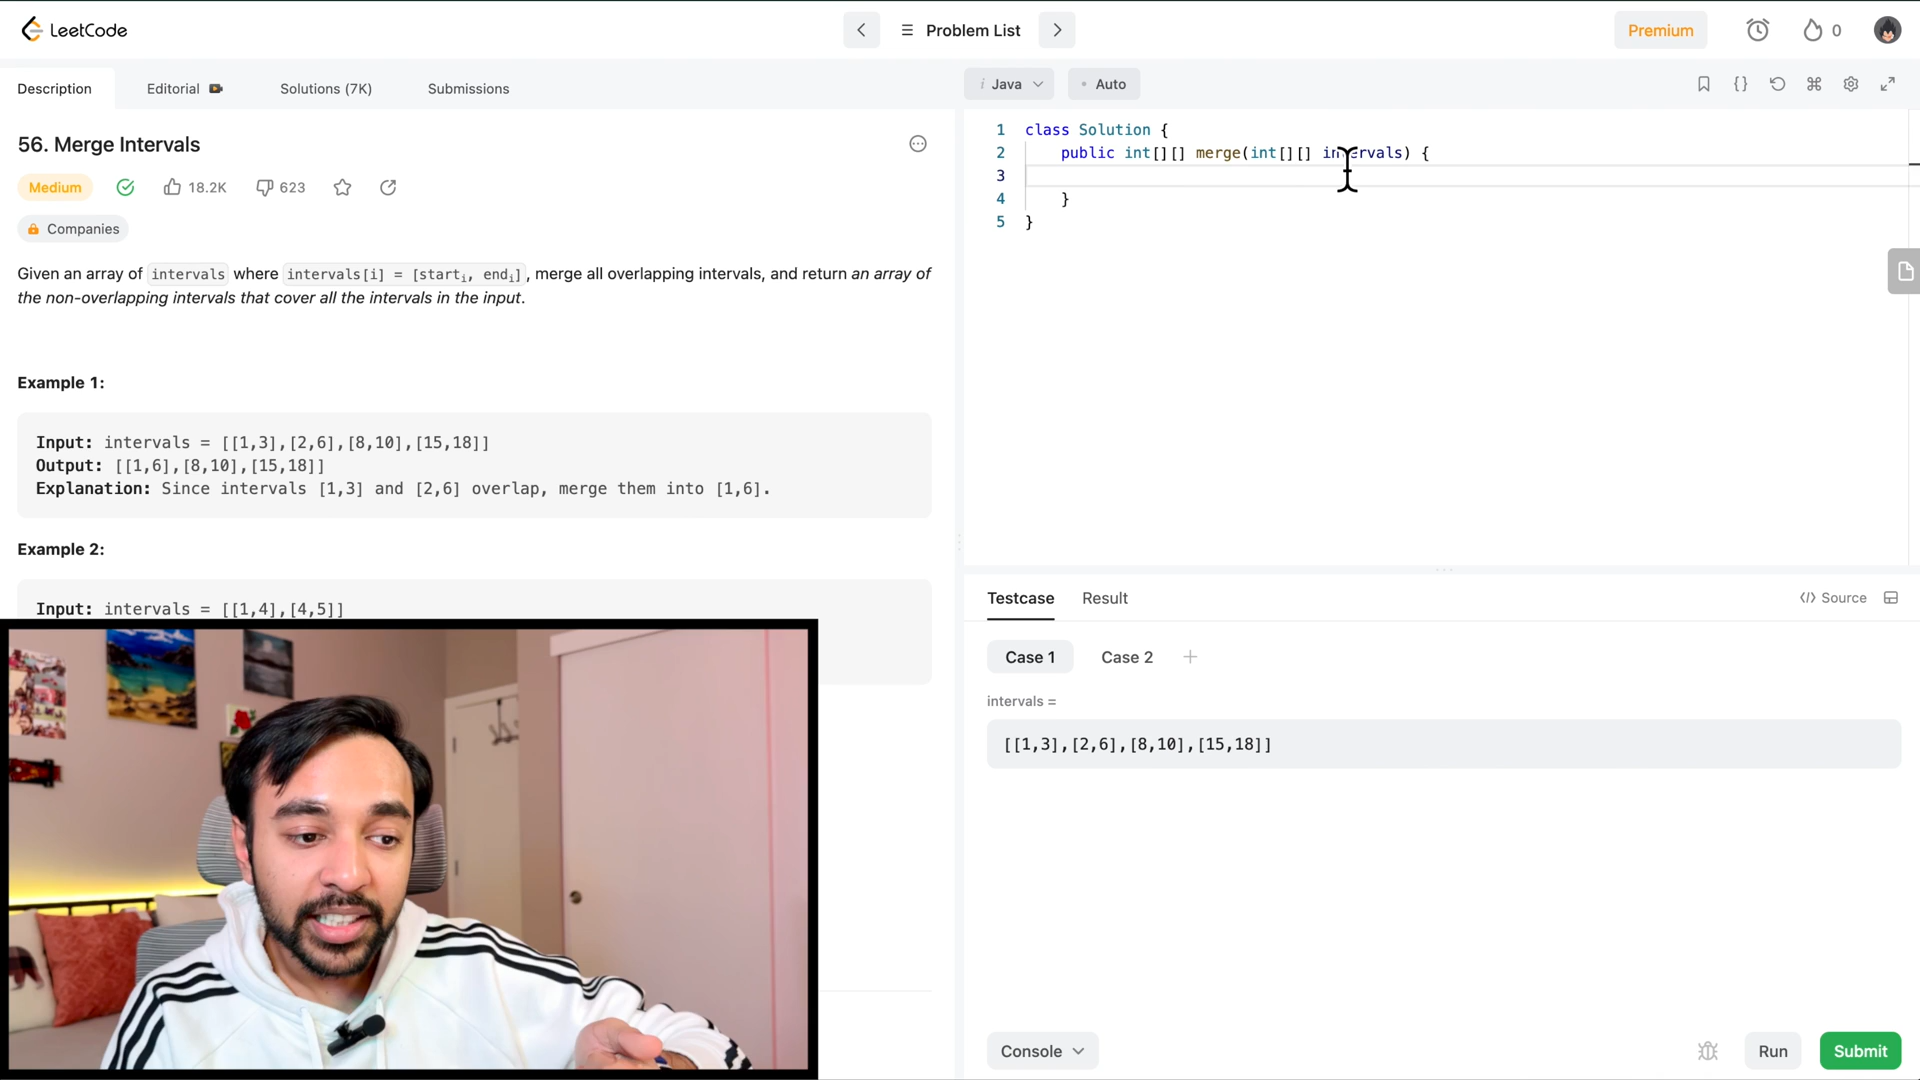 LeetCode
Problem List
Premium
0
Description
Editorial
Solutions (7K)
Submissions
i Java
• Auto
56. Merge Intervals
Medium
18.2K
623
Companies
Given an array of intervals where intervals[i] = [starti, endi], merge all overlapping intervals, and return an array of
the non-overlapping intervals that cover all the intervals in the input.
Example 1:
Input: intervals = [[1,3],[2,6],[8,10],[15,18]]
Output: [[1,6],[8,10],[15,18]]
Explanation: Since intervals [1,3] and [2,6] overlap, merge them into [1,6].
Example 2:
Input: intervals = [[1,4],[4,5]]
1 class Solution {
2 public int[][] merge(int[][] intervals) {
3
4 }
5 }
Testcase
Result
</> Source
Case 1
Case 2
+
intervals =
[[1,3],[2,6],[8,10],[15,18]]
Console
Run
Submit